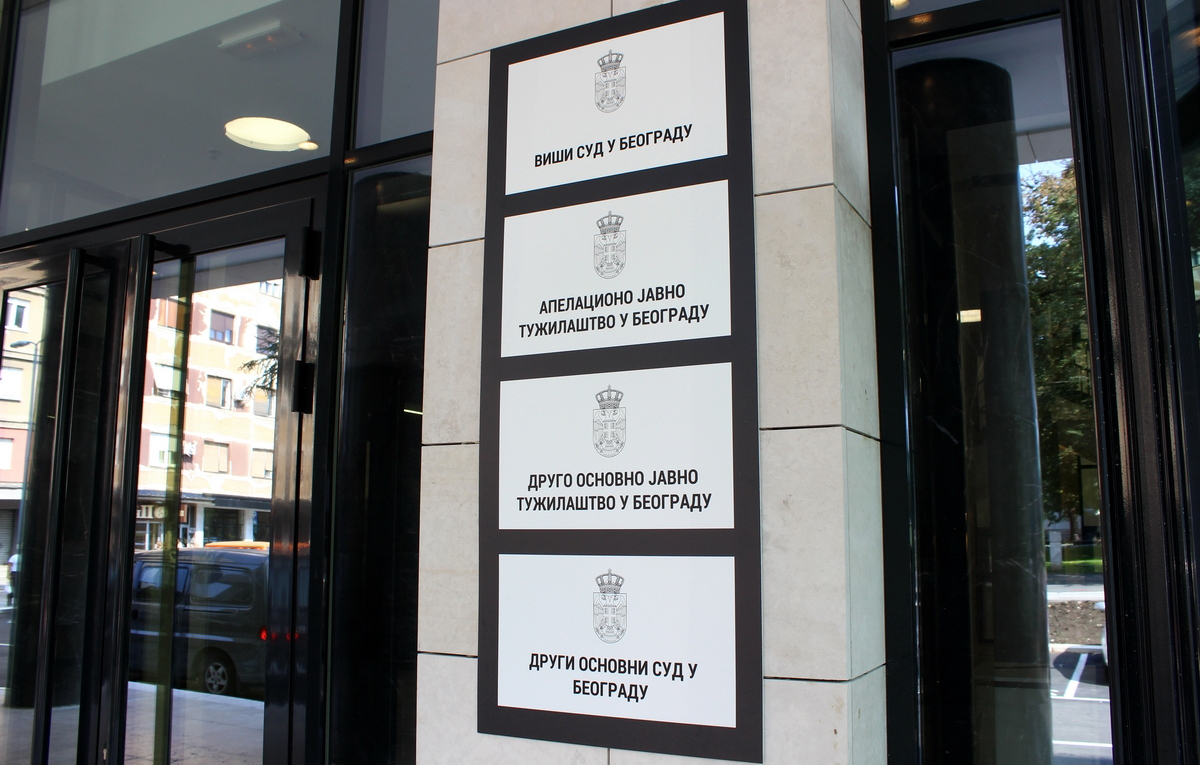 ВИШИ СУД У БЕОГРАДУ
АПЕЛАЦИОНО ЈАВНО
ТУЖИЛАШТВО У БЕОГРАДУ
ДРУГО ОСНОВНО ЈАВНО
ТУЖИЛАШТВО У БЕОГРАДУ
ДРУГИ ОСНОВНИ СУД У
БЕОГРАДУ